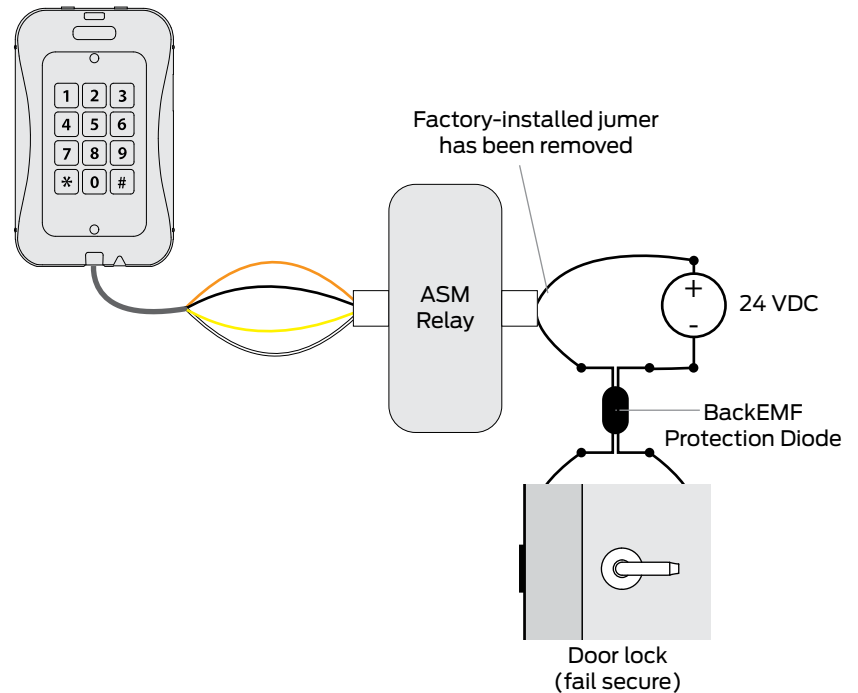 1 2 3
4 5 6
7 8 9
* 0 #
Factory-installed jumer
has been removed
ASM
Relay
+
-
24 VDC
BackEMF
Protection Diode
Door lock
(fail secure)